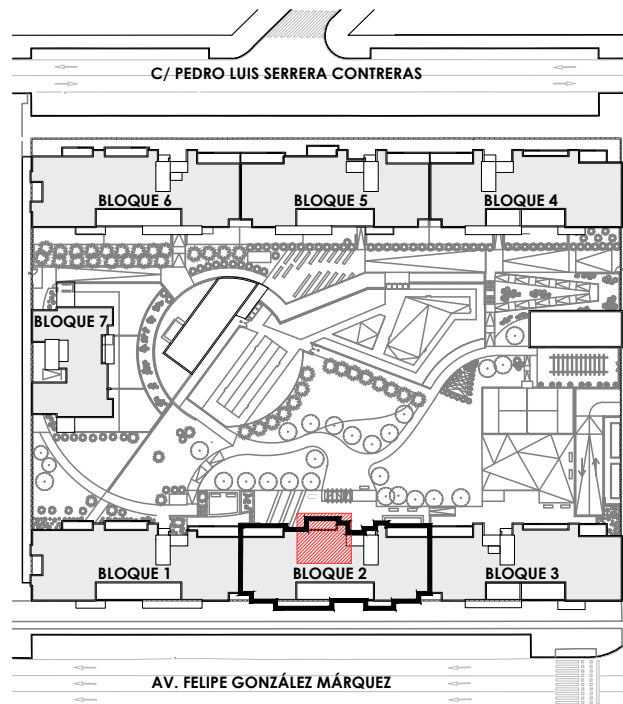 C/ PEDRO LUIS SERRERA CONTRERAS
BLOQUE 6
BLOQUE 5
BLOQUE 4
BLOQUE 7
BLOQUE 1
BLOQUE 2
BLOQUE 3
AV. FELIPE GONZÁLEZ MÁRQUEZ